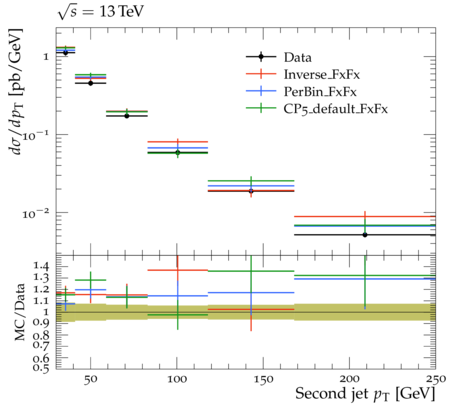 √s = 13 TeV
dσ/dpT [pb/GeV]
1
10⁻¹
10⁻²
Data
Inverse_FxFx
PerBin_FxFx
CP5_default_FxFx
MC/Data
1.4
1.3
1.2
1.1
1
0.9
0.8
0.7
0.6
0.5
50
100
150
200
250
Second jet pT [GeV]